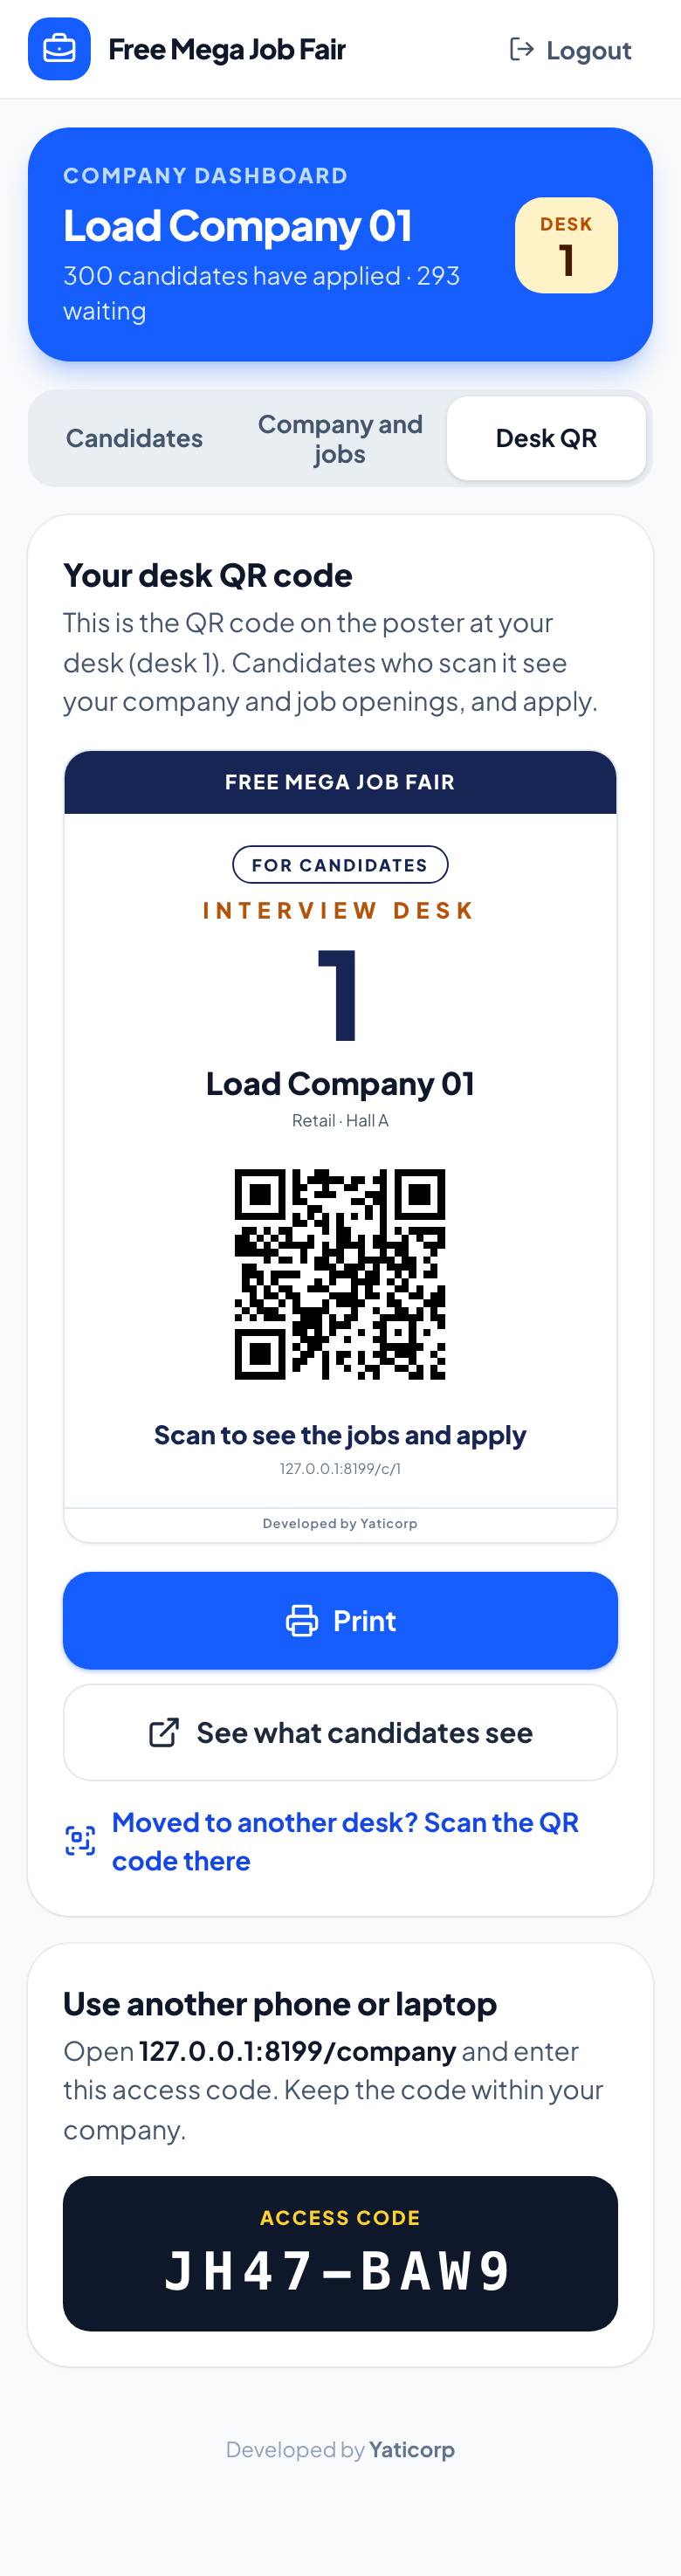 Free Mega Job Fair
Logout
COMPANY DASHBOARD
Load Company 01
300 candidates have applied · 293
waiting
DESK
1
Candidates
Company and
jobs
Desk QR
Your desk QR code
This is the QR code on the poster at your
desk (desk 1). Candidates who scan it see
your company and job openings, and apply.
FREE MEGA JOB FAIR
FOR CANDIDATES
INTERVIEW DESK
1
Load Company 01
Retail · Hall A
Scan to see the jobs and apply
127.0.0.1:8199/c/1
Developed by Yaticorp
Print
See what candidates see
Moved to another desk? Scan the QR
code there
Use another phone or laptop
Open 127.0.0.1:8199/company and enter
this access code. Keep the code within your
company.
ACCESS CODE
JH47-BAW9
Developed by Yaticorp